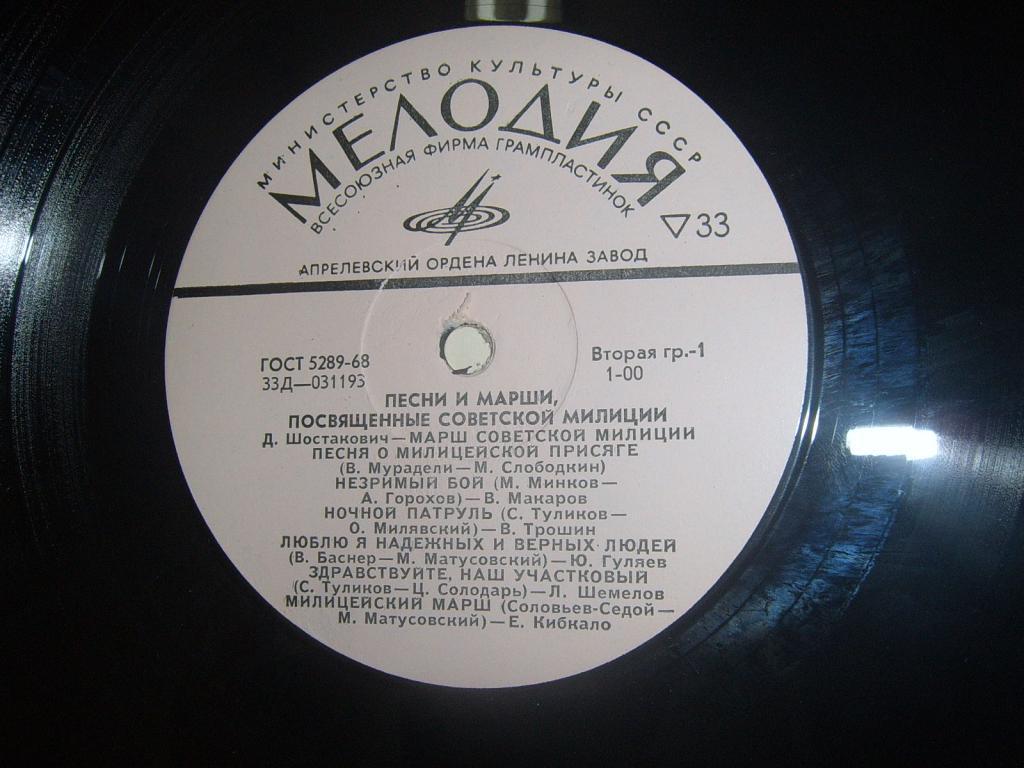 МИНИСТЕРСТВО КУЛЬТУРЫ СССР
МЕЛОДИЯ
ВСЕСОЮЗНАЯ ФИРМА ГРАМПЛАСТИНОК
▽33
АПРЕЛЕВСКИЙ ОРДЕНА ЛЕНИНА ЗАВОД
ГОСТ 5289-68
33Д—031193
Вторая гр.-1
1-00
ПЕСНИ И МАРШИ,
ПОСВЯЩЕННЫЕ СОВЕТСКОЙ МИЛИЦИИ
Д. Шостакович—МАРШ СОВЕТСКОЙ МИЛИЦИИ
ПЕСНЯ О МИЛИЦЕЙСКОЙ ПРИСЯГЕ
(В. Мурадели—М. Слободкин)
НЕЗРИМЫЙ БОЙ (М. Минков—
А. Горохов)—В. Макаров
НОЧНОЙ ПАТРУЛЬ (С. Туликов—
О. Милявский)—В. Трошин
ЛЮБЛЮ Я НАДЕЖНЫХ И ВЕРНЫХ ЛЮДЕЙ
(В. Баснер—М. Матусовский)—Ю. Гуляев
ЗДРАВСТВУЙТЕ, НАШ УЧАСТКОВЫЙ
(С. Туликов—Ц. Солодарь)—Л. Шемелов
МИЛИЦЕЙСКИЙ МАРШ (Соловьев-Седой—
М. Матусовский)—Е. Кибкало